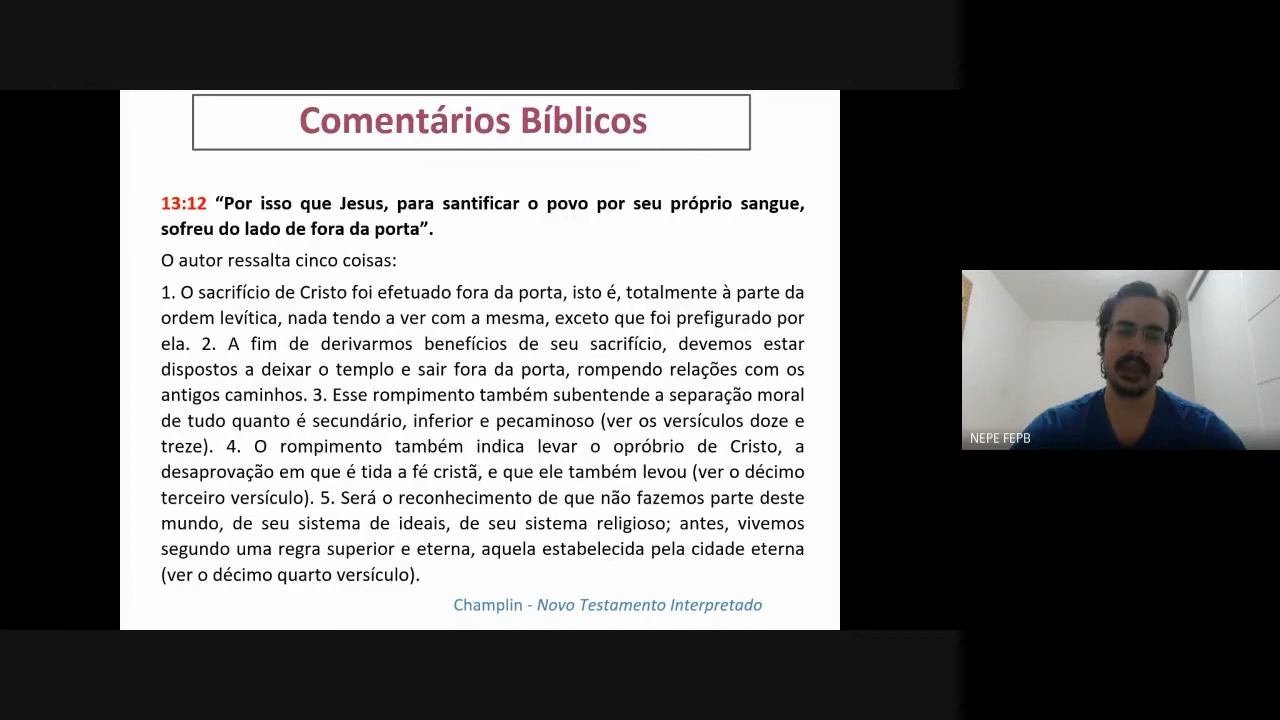 Comentários Bíblicos
13:12 “Por isso que Jesus, para santificar o povo por seu próprio sangue,
sofreu do lado de fora da porta”.
O autor ressalta cinco coisas:
1. O sacrifício de Cristo foi efetuado fora da porta, isto é, totalmente à parte da
ordem levítica, nada tendo a ver com a mesma, exceto que foi prefigurado por
ela. 2. A fim de derivarmos benefícios de seu sacrifício, devemos estar
dispostos a deixar o templo e sair fora da porta, rompendo relações com os
antigos caminhos. 3. Esse rompimento também subentende a separação moral
de tudo quanto é secundário, inferior e pecaminoso (ver os versículos doze e
treze). 4. O rompimento também indica levar o opróbrio de Cristo, a
desaprovação em que é tida a fé cristã, e que ele também levou (ver o décimo
terceiro versículo). 5. Será o reconhecimento de que não fazemos parte deste
mundo, de seu sistema de ideais, de seu sistema religioso; antes, vivemos
segundo uma regra superior e eterna, aquela estabelecida pela cidade eterna
(ver o décimo quarto versículo).
Champlin - Novo Testamento Interpretado
NEPE FEPB